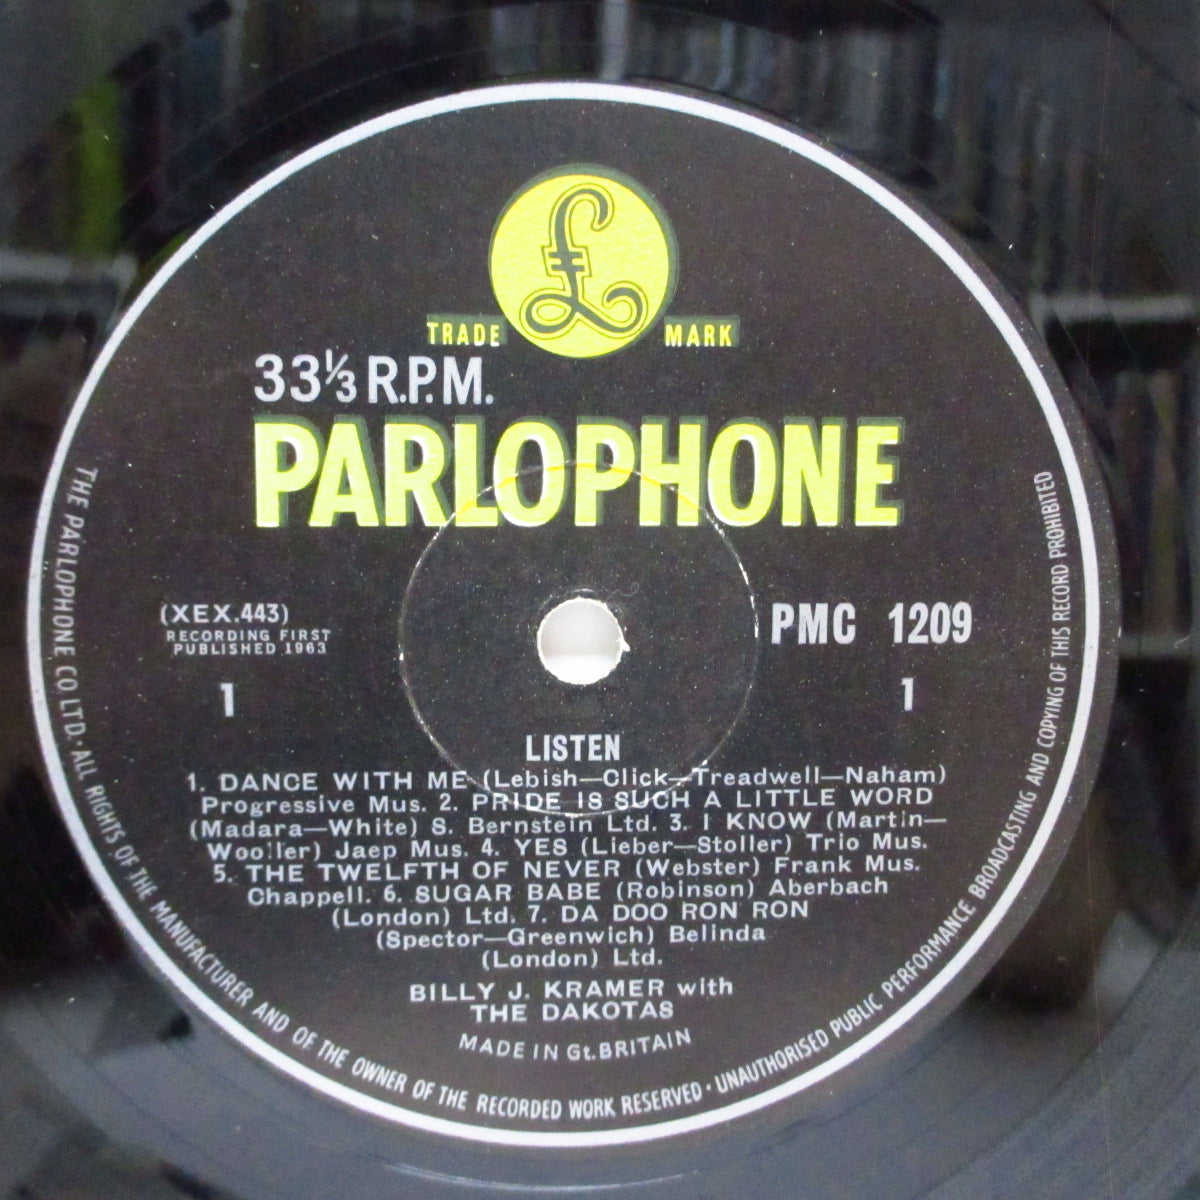 £
TRADE MARK
33⅓ R.P.M.
PARLOPHONE
(XEX.443)
RECORDING FIRST
PUBLISHED 1963
PMC 1209
1 1
LISTEN
1. DANCE WITH ME (Lebish—Click—Treadwell—Naham)
Progressive Mus. 2. PRIDE IS SUCH A LITTLE WORD
(Madara—White) S. Bernstein Ltd. 3. I KNOW (Martin—
Wooller) Jaep Mus. 4. YES (Lieber—Stoller) Trio Mus.
5. THE TWELFTH OF NEVER (Webster) Frank Mus.
Chappell. 6. SUGAR BABE (Robinson) Aberbach
(London) Ltd. 7. DA DOO RON RON
(Spector—Greenwich) Belinda
(London) Ltd.
BILLY J. KRAMER with
THE DAKOTAS
MADE IN Gt. BRITAIN
THE PARLOPHONE CO. LTD. · ALL RIGHTS OF THE MANUFACTURER AND OF THE OWNER OF THE RECORDED WORK RESERVED · UNAUTHORISED PUBLIC PERFORMANCE BROADCASTING AND COPYING OF THIS RECORD PROHIBITED